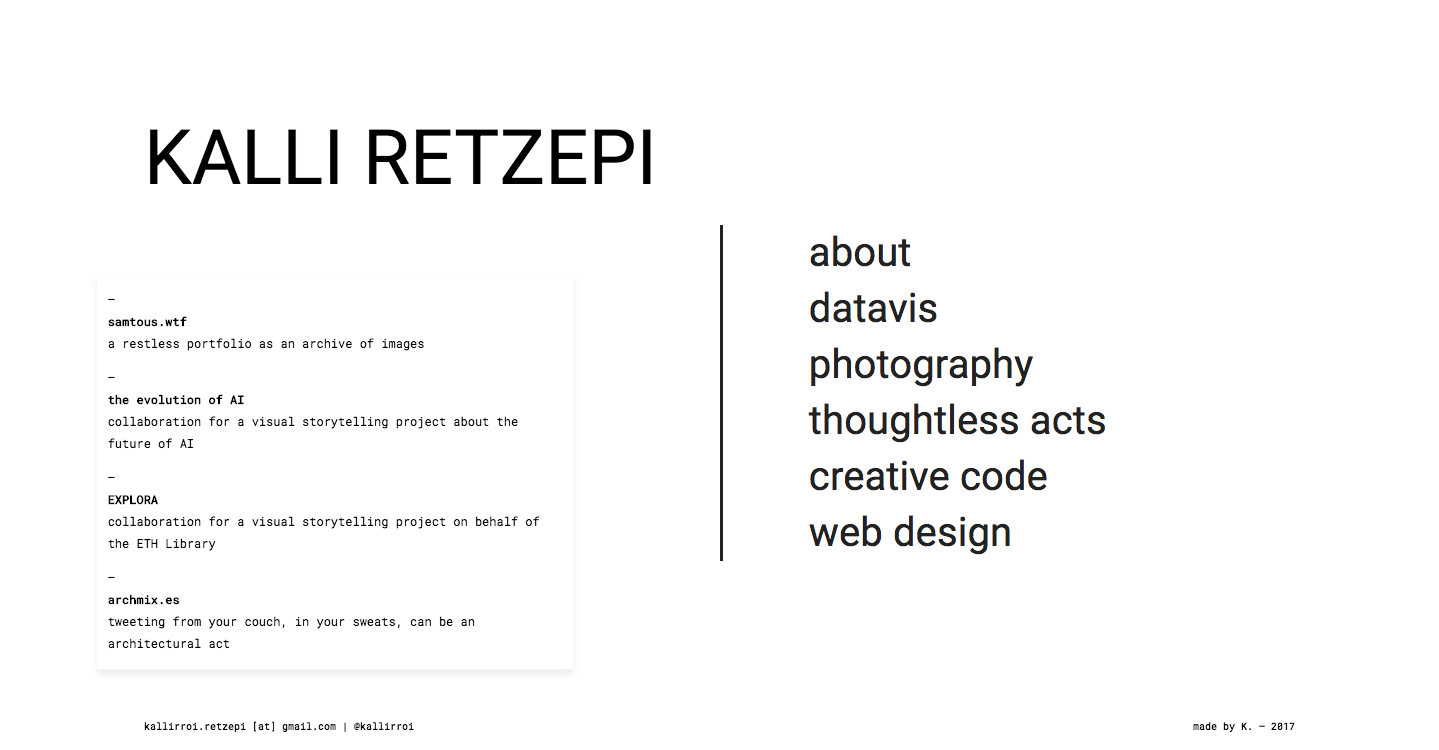 KALLI RETZEPI
—
samtous.wtf
a restless portfolio as an archive of images
—
the evolution of AI
collaboration for a visual storytelling project about the
future of AI
—
EXPLORA
collaboration for a visual storytelling project on behalf of
the ETH Library
—
archmix.es
tweeting from your couch, in your sweats, can be an
architectural act
about
datavis
photography
thoughtless acts
creative code
web design
kallirroi.retzepi [at] gmail.com | @kallirroi
made by K. — 2017